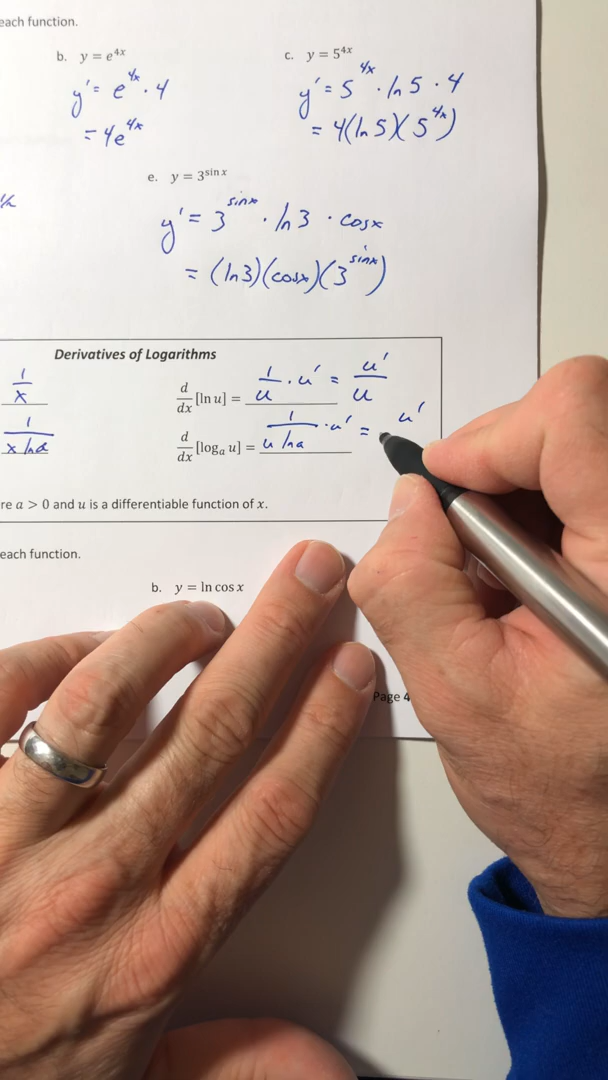 each function.
b. y = e^{4x}
c. y = 5^{4x}
y' = e^{4x} · 4
y' = 5^{4x} · ln 5 · 4
= 4e^{4x}
= 4(ln 5)(5^{4x})
e. y = 3^{sin x}
y' = 3^{sin x} · ln 3 · cos x
= (ln 3)(cos x)(3^{sin x})
Derivatives of Logarithms
1/x
d/dx [ln u] = 1/u · u' = u'/u
1/(x ln a)
d/dx [log_a u] = 1/(u ln a) · u' = u'
re a > 0 and u is a differentiable function of x.
each function.
b. y = ln cos x
Page 4